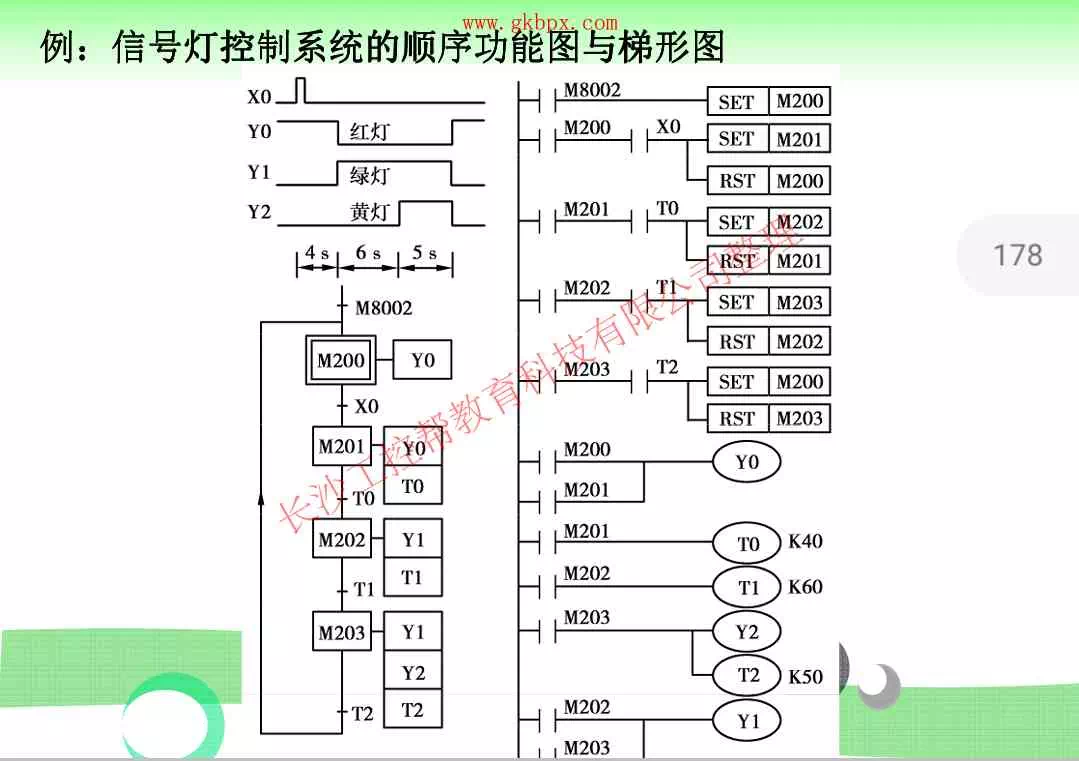 www.gkbpx.com
例：信号灯控制系统的顺序功能图与梯形图
X0
Y0 红灯
Y1 绿灯
Y2 黄灯
4 s 6 s 5 s
M8002
M200 Y0
X0
M201 Y0
T0
T0
M202 Y1
T1
T1
M203 Y1
Y2
T2 T2
M8002 SET M200
M200 X0 SET M201
RST M200
M201 T0 SET M202
RST M201
M202 T1 SET M203
RST M202
M203 T2 SET M200
RST M203
M200 Y0
M201
M201 T0 K40
M202 T1 K60
M203 Y2
T2 K50
M202 Y1
M203
长沙工控帮教育科技有限公司整理
178